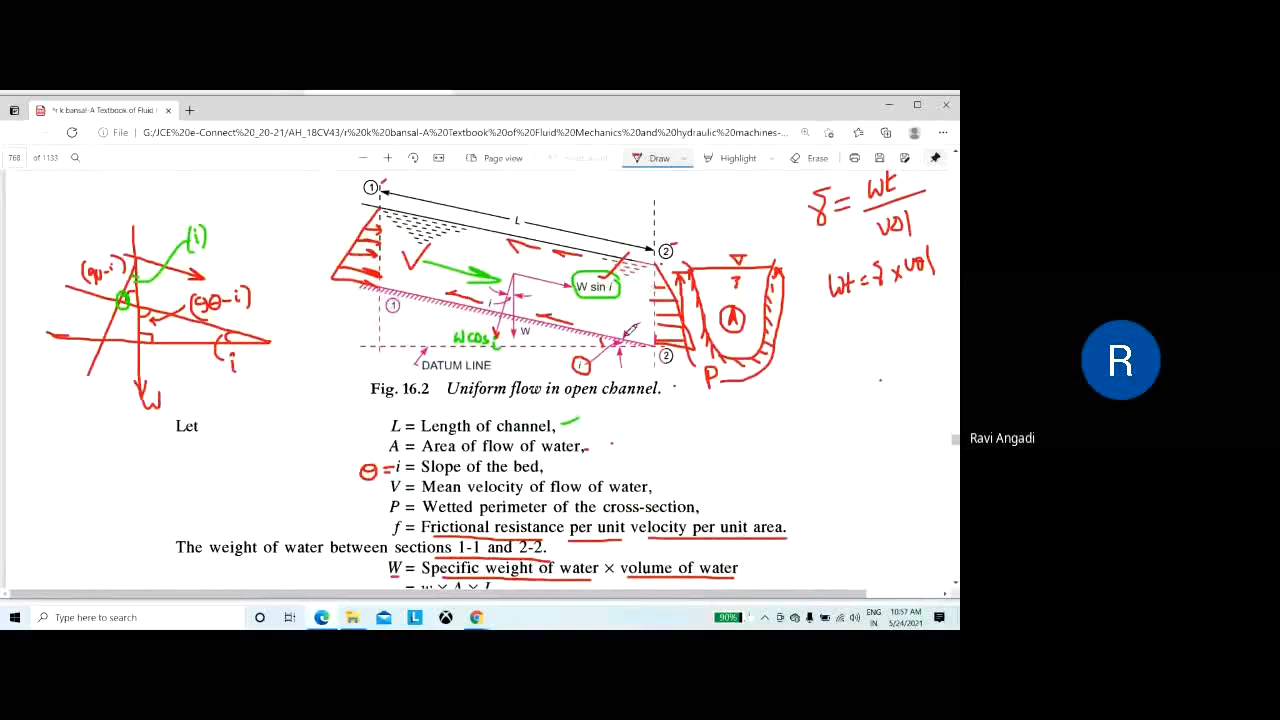 *r k bansal-A Textbook of Fluid
File
G:/JCE%20e-Connect%20_20-21/AH_18CV43/r%20k%20bansal-A%20Textbook%20of%20Fluid%20Mechanics%20and%20hydraulic%20machines-...
768 of 1133
Page view
Draw
Highlight
Erase
1
L
2
V
W sin i
i
W
W cos i
1
DATUM LINE
i
2
A
P
(i)
(90-i)
(90-i)
i
W
γ = wt / vol
wt = γ x vol
Fig. 16.2 Uniform flow in open channel.
Let
L = Length of channel,
A = Area of flow of water,
θ = i = Slope of the bed,
V = Mean velocity of flow of water,
P = Wetted perimeter of the cross-section,
f = Frictional resistance per unit velocity per unit area.
The weight of water between sections 1-1 and 2-2.
W = Specific weight of water × volume of water
= w × A × L
Type here to search
90%
ENG
IN
10:57 AM
5/24/2021
R
Ravi Angadi